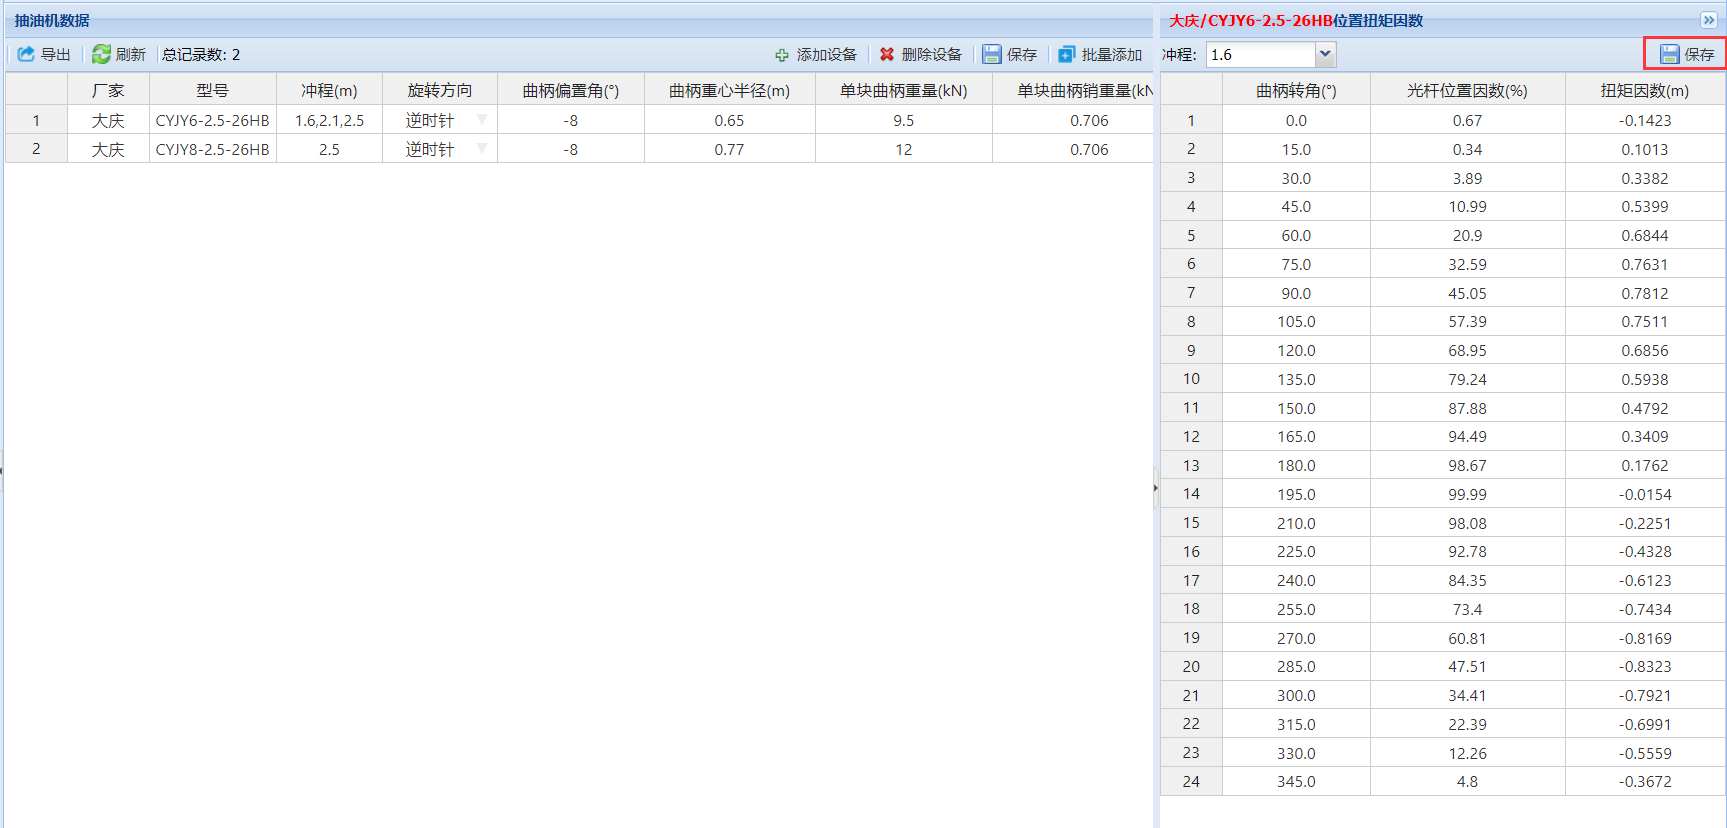 抽油机数据
导出 刷新 总记录数: 2 添加设备 删除设备 保存 批量添加
厂家 型号 冲程(m) 旋转方向 曲柄偏置角(°) 曲柄重心半径(m) 单块曲柄重量(kN) 单块曲柄销重量(kN
1 大庆 CYJY6-2.5-26HB 1.6,2.1,2.5 逆时针 -8 0.65 9.5 0.706
2 大庆 CYJY8-2.5-26HB 2.5 逆时针 -8 0.77 12 0.706
大庆/CYJY6-2.5-26HB位置扭矩因数
冲程: 1.6 保存
曲柄转角(°) 光杆位置因数(%) 扭矩因数(m)
1 0.0 0.67 -0.1423
2 15.0 0.34 0.1013
3 30.0 3.89 0.3382
4 45.0 10.99 0.5399
5 60.0 20.9 0.6844
6 75.0 32.59 0.7631
7 90.0 45.05 0.7812
8 105.0 57.39 0.7511
9 120.0 68.95 0.6856
10 135.0 79.24 0.5938
11 150.0 87.88 0.4792
12 165.0 94.49 0.3409
13 180.0 98.67 0.1762
14 195.0 99.99 -0.0154
15 210.0 98.08 -0.2251
16 225.0 92.78 -0.4328
17 240.0 84.35 -0.6123
18 255.0 73.4 -0.7434
19 270.0 60.81 -0.8169
20 285.0 47.51 -0.8323
21 300.0 34.41 -0.7921
22 315.0 22.39 -0.6991
23 330.0 12.26 -0.5559
24 345.0 4.8 -0.3672